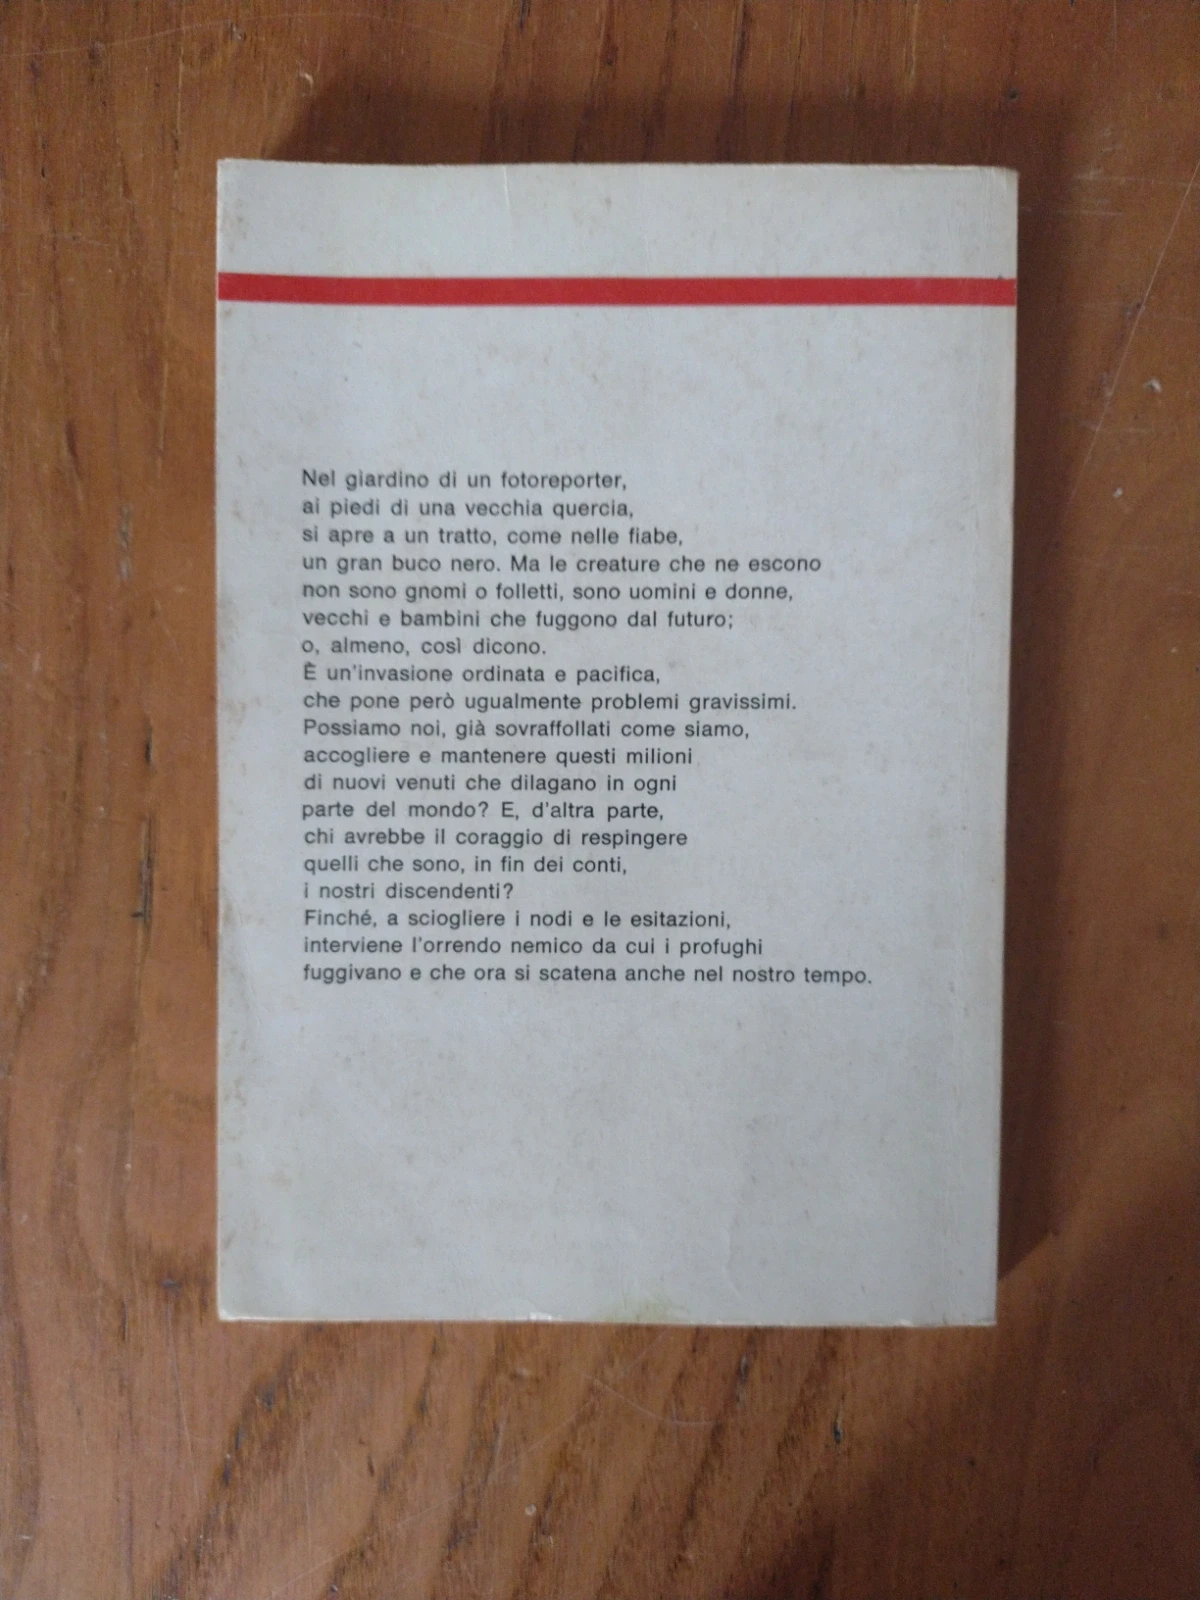 Nel giardino di un fotoreporter,
ai piedi di una vecchia quercia,
si apre a un tratto, come nelle fiabe,
un gran buco nero. Ma le creature che ne escono
non sono gnomi o folletti, sono uomini e donne,
vecchi e bambini che fuggono dal futuro;
o, almeno, così dicono.
È un'invasione ordinata e pacifica,
che pone però ugualmente problemi gravissimi.
Possiamo noi, già sovraffollati come siamo,
accogliere e mantenere questi milioni
di nuovi venuti che dilagano in ogni
parte del mondo? E, d'altra parte,
chi avrebbe il coraggio di respingere
quelli che sono, in fin dei conti,
i nostri discendenti?
Finché, a sciogliere i nodi e le esitazioni,
interviene l'orrendo nemico da cui i profughi
fuggivano e che ora si scatena anche nel nostro tempo.